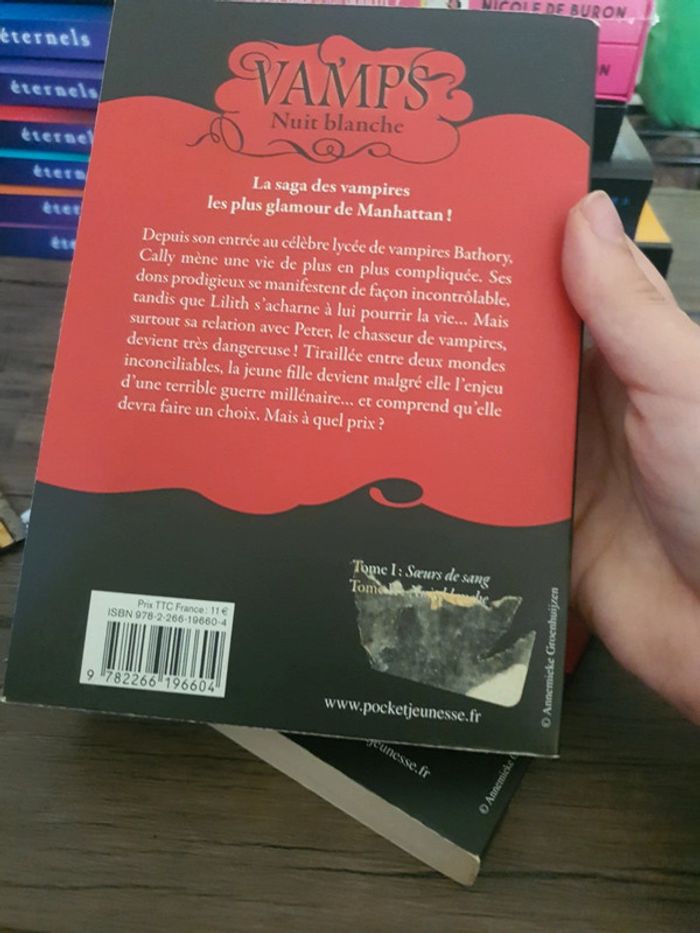 NICOLE DE BURON
éternels
éternels
éternels
éternels
éternels
VAMPS
Nuit blanche
La saga des vampires
les plus glamour de Manhattan !
Depuis son entrée au célèbre lycée de vampires Bathory,
Cally mène une vie de plus en plus compliquée. Ses
dons prodigieux se manifestent de façon incontrôlable,
tandis que Lilith s'acharne à lui pourrir la vie... Mais
surtout sa relation avec Peter, le chasseur de vampires,
devient très dangereuse ! Tiraillée entre deux mondes
inconciliables, la jeune fille devient malgré elle l'enjeu
d'une terrible guerre millénaire... et comprend qu'elle
devra faire un choix. Mais à quel prix ?
Tome I : Sœurs de sang
Tome blanche
Prix TTC France : 11 €
ISBN 978-2-266-19660-4
9 782266 196604
www.pocketjeunesse.fr
© Annemieke Groenhuijzen
jeunesse.fr
© Annemieke